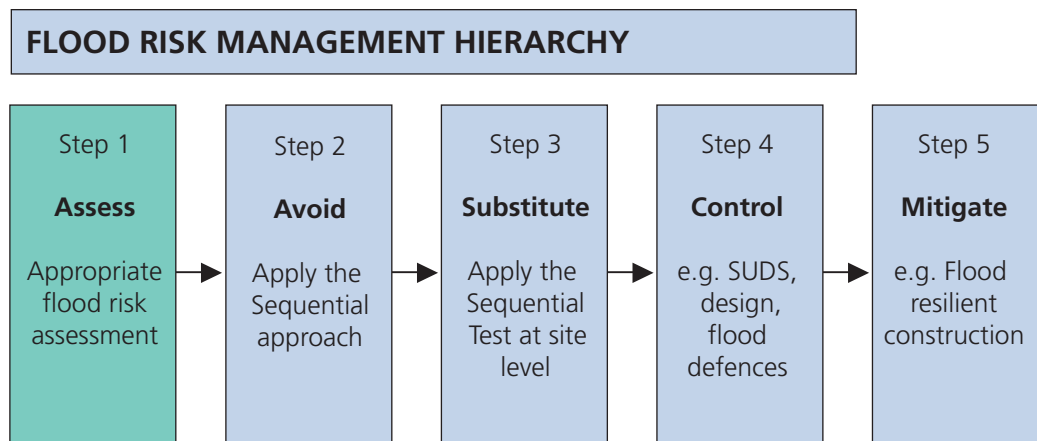 FLOOD RISK MANAGEMENT HIERARCHY
Step 1
Assess
Appropriate
flood risk
assessment
Step 2
Avoid
Apply the
Sequential
approach
Step 3
Substitute
Apply the
Sequential
Test at site
level
Step 4
Control
e.g. SUDS,
design,
flood
defences
Step 5
Mitigate
e.g. Flood
resilient
construction